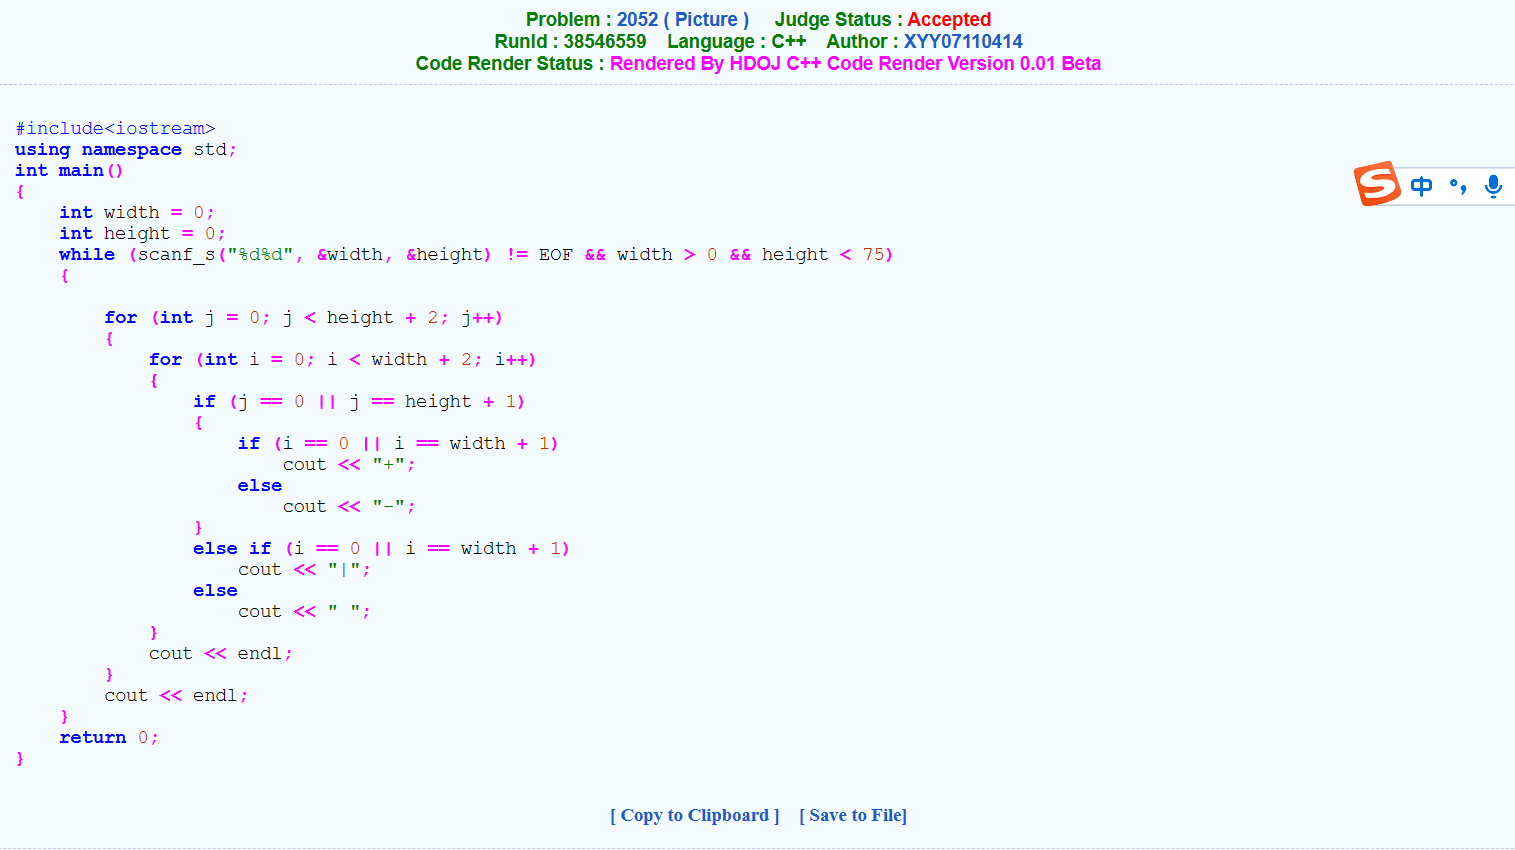 Problem : 2052 ( Picture )     Judge Status : Accepted
RunId : 38546559    Language : C++    Author : XYY07110414
Code Render Status : Rendered By HDOJ C++ Code Render Version 0.01 Beta
#include<iostream>
using namespace std;
int main()
{
    int width = 0;
    int height = 0;
    while (scanf_s("%d%d", &width, &height) != EOF && width > 0 && height < 75)
    {
        for (int j = 0; j < height + 2; j++)
        {
            for (int i = 0; i < width + 2; i++)
            {
                if (j == 0 || j == height + 1)
                {
                    if (i == 0 || i == width + 1)
                        cout << "+";
                    else
                        cout << "-";
                }
                else if (i == 0 || i == width + 1)
                    cout << "|";
                else
                    cout << " ";
            }
            cout << endl;
        }
        cout << endl;
    }
    return 0;
}
[ Copy to Clipboard ]    [ Save to File]
S 中 °,